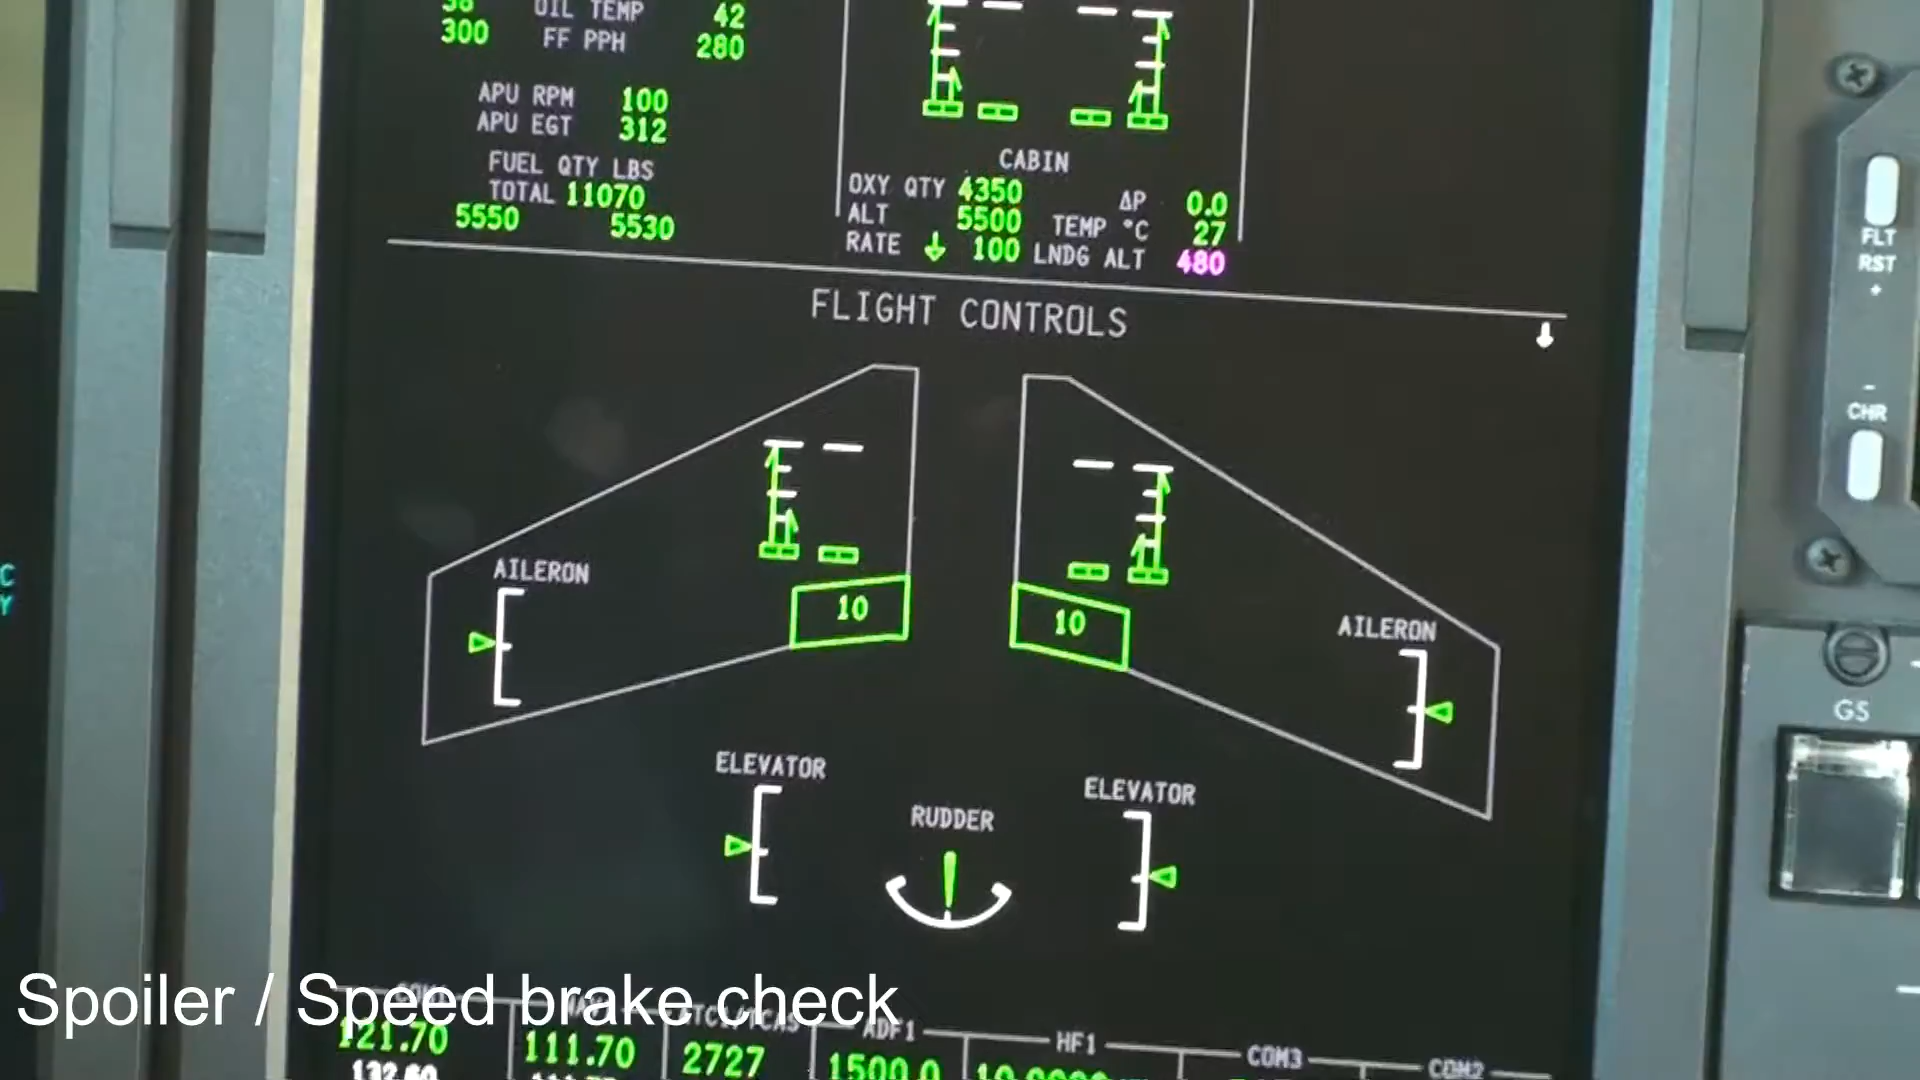 OIL TEMP 42
300 FF PPH 280
APU RPM 100
APU EGT 312
FUEL QTY LBS
TOTAL 11070
5550 5530
CABIN
OXY QTY 4350 ΔP 0.0
ALT 5500 TEMP °C 27
RATE ↓ 100 LNDG ALT 480
FLIGHT CONTROLS
AILERON
10 10
AILERON
ELEVATOR
RUDDER
ELEVATOR
FLT
RST
+
-
CHR
GS
C
Y
Spoiler / Speed brake check
ADF1 HF1 COM3 COM2
121.70 111.70 2727 1500.0
132.60